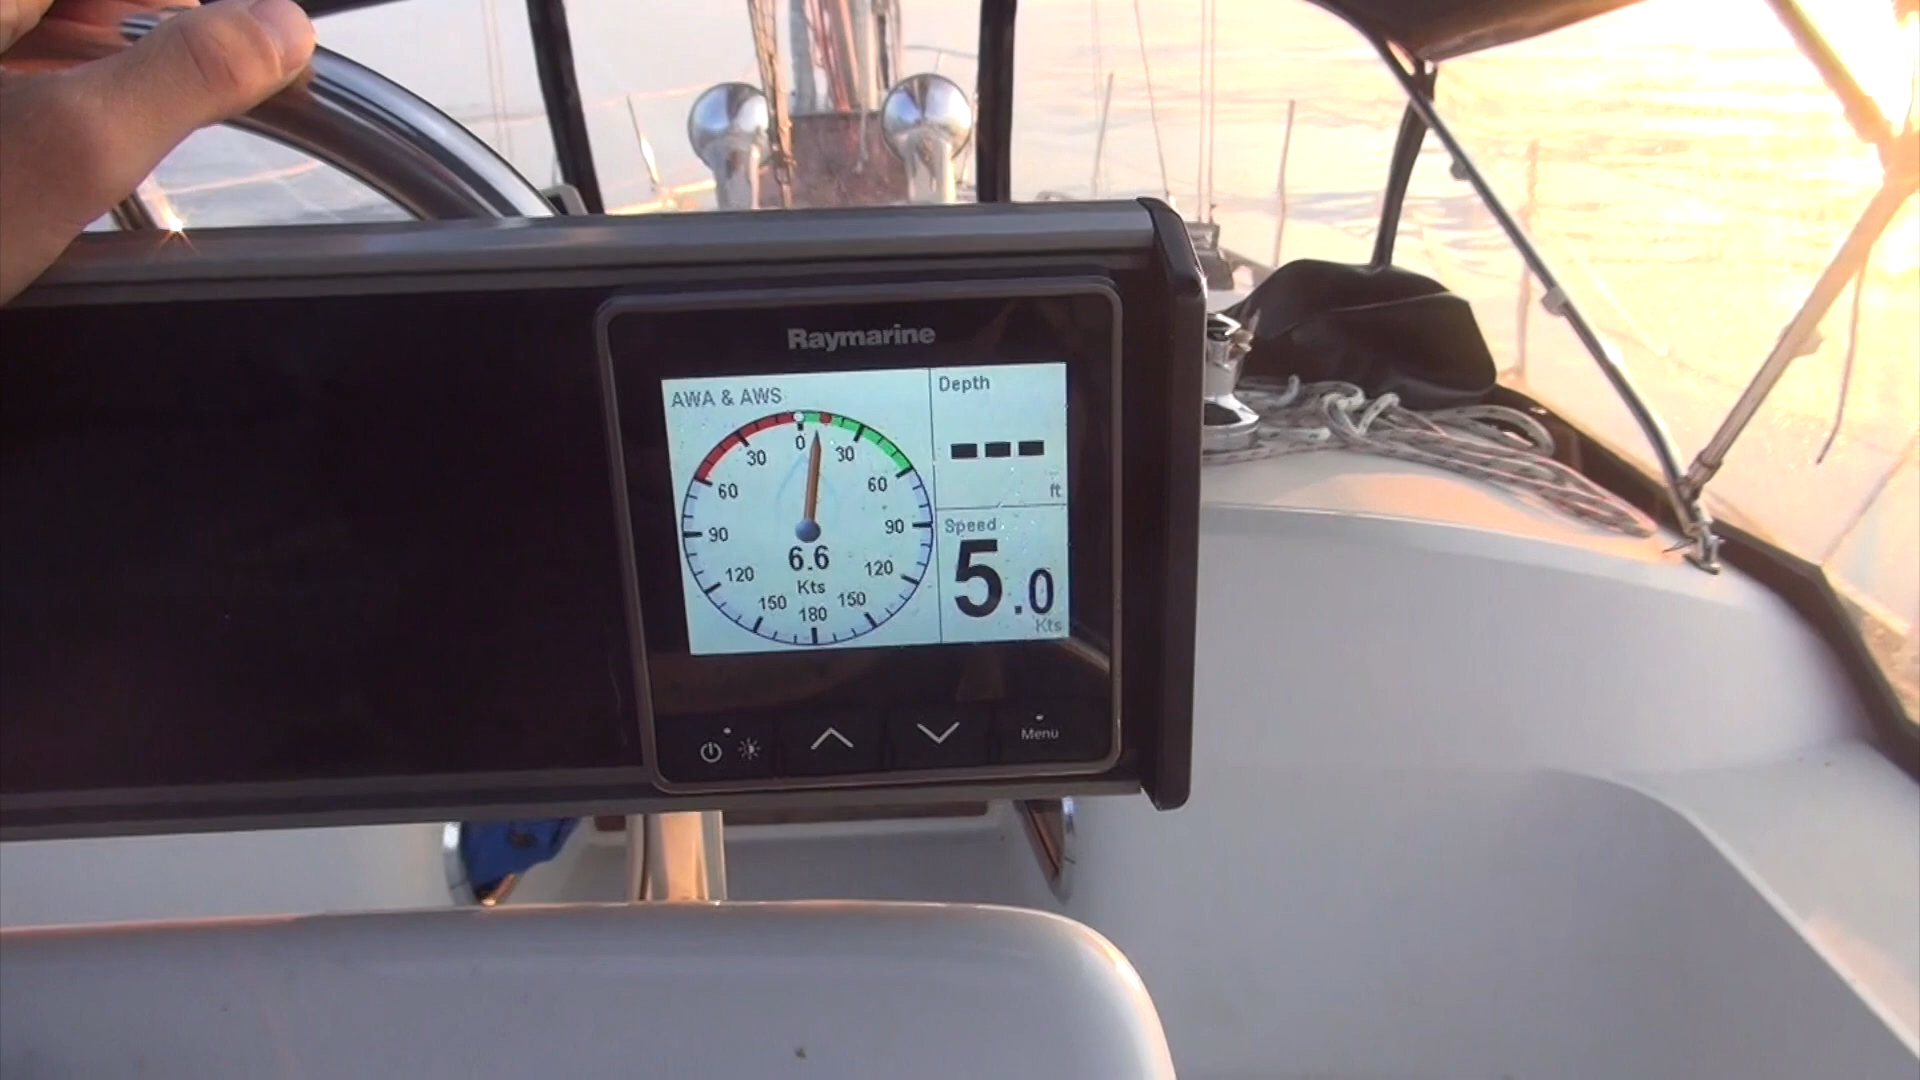 Raymarine
AWA & AWS
Depth
0
30
30
60
60
90
90
120
120
150
150
180
6.6
Kts
--- 
ft
Speed
5.0
Kts
Menu